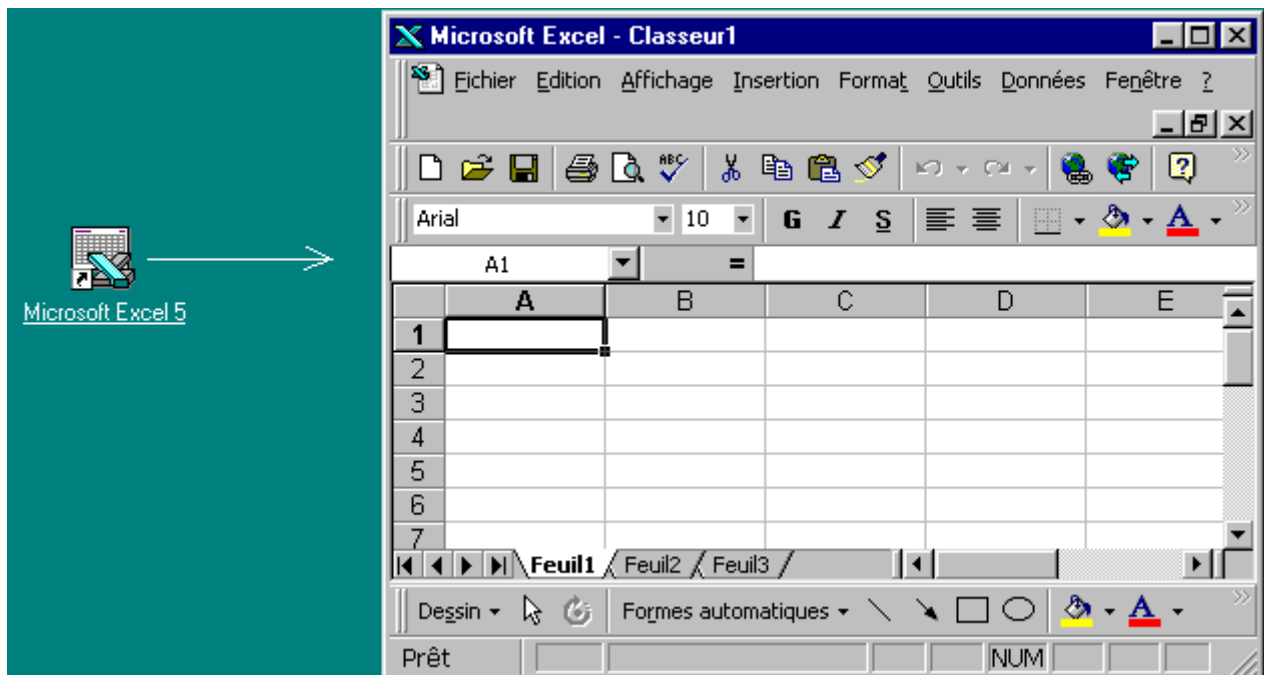 Microsoft Excel - Classeur1
Fichier Edition Affichage Insertion Format Outils Données Fenêtre ?
ABC
Arial 10 G I S A
A1 =
Microsoft Excel 5
A B C D E
1
2
3
4
5
6
7
Feuil1 Feuil2 Feuil3
Dessin Formes automatiques A
Prêt NUM